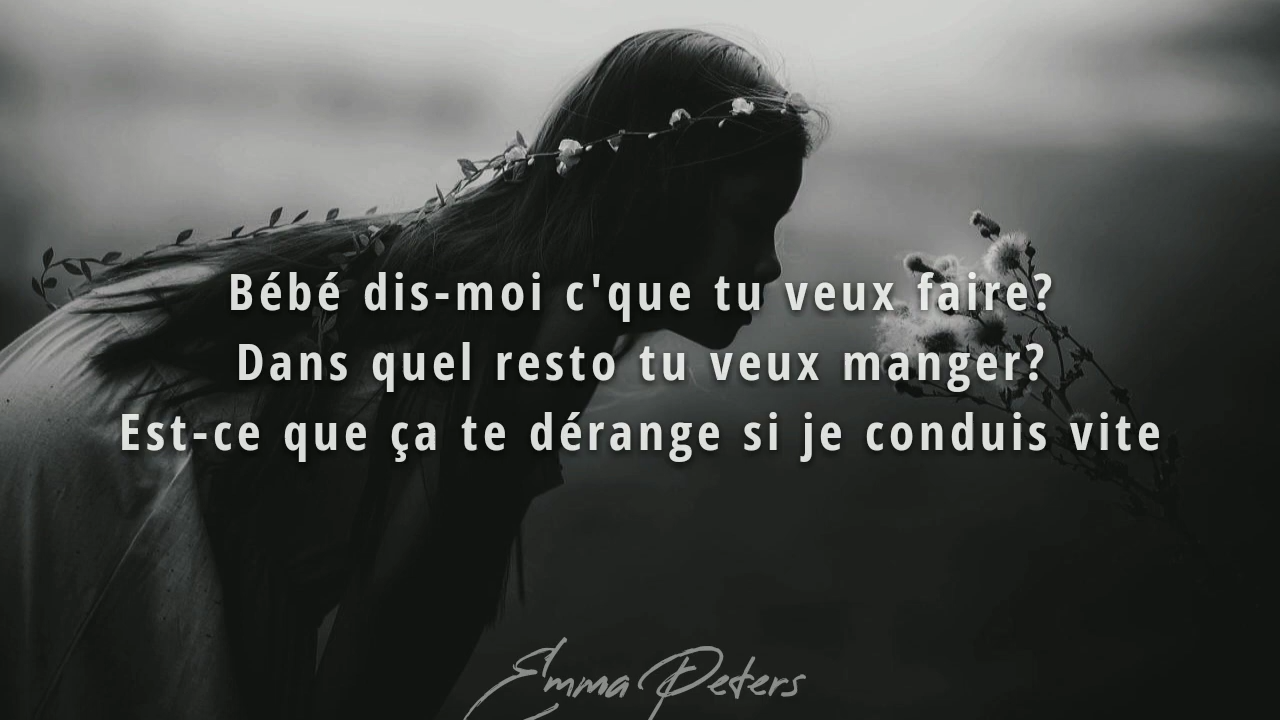 Bébé dis-moi c'que tu veux faire?
Dans quel resto tu veux manger?
Est-ce que ça te dérange si je conduis vite
Emma Peters